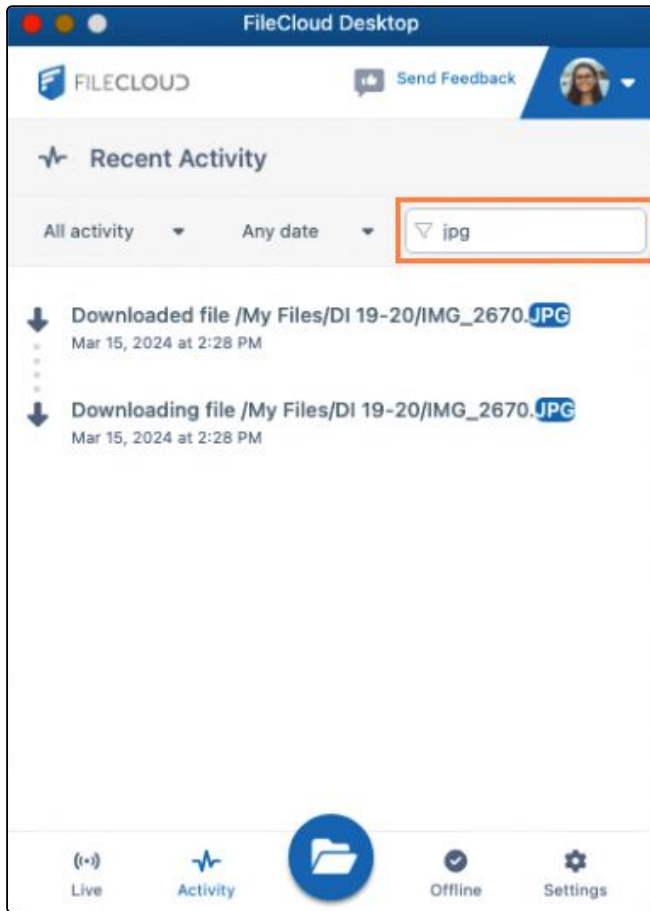 FileCloud Desktop
FILECLOUD
Send Feedback
Recent Activity
All activity
Any date
jpg
Downloaded file /My Files/DI 19-20/IMG_2670.JPG
Mar 15, 2024 at 2:28 PM
Downloading file /My Files/DI 19-20/IMG_2670.JPG
Mar 15, 2024 at 2:28 PM
Live
Activity
Offline
Settings